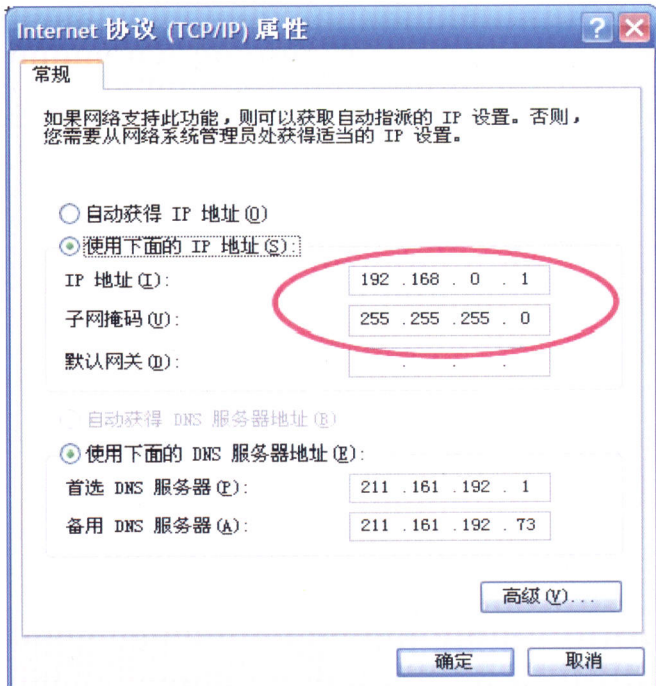 Internet 协议 (TCP/IP) 属性
常规
如果网络支持此功能，则可以获取自动指派的 IP 设置。否则，
您需要从网络系统管理员处获得适当的 IP 设置。
自动获得 IP 地址(O)
使用下面的 IP 地址(S):
IP 地址(I): 192 .168 . 0 . 1
子网掩码(U): 255 .255 .255 . 0
默认网关(D): . . .
自动获得 DNS 服务器地址(B)
使用下面的 DNS 服务器地址(E):
首选 DNS 服务器(P): 211 .161 .192 . 1
备用 DNS 服务器(A): 211 .161 .192 . 73
高级(V)...
确定 取消